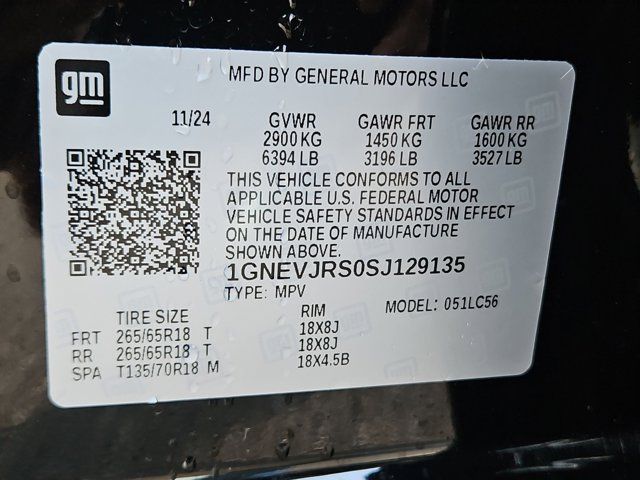 gm
MFD BY GENERAL MOTORS LLC
11/24 GVWR GAWR FRT GAWR RR
2900 KG 1450 KG 1600 KG
6394 LB 3196 LB 3527 LB
THIS VEHICLE CONFORMS TO ALL
APPLICABLE U.S. FEDERAL MOTOR
VEHICLE SAFETY STANDARDS IN EFFECT
ON THE DATE OF MANUFACTURE
SHOWN ABOVE.
1GNEVJRS0SJ129135
TYPE: MPV MODEL: 051LC56
TIRE SIZE RIM
FRT 265/65R18 T 18X8J
RR 265/65R18 T 18X8J
SPA T135/70R18 M 18X4.5B